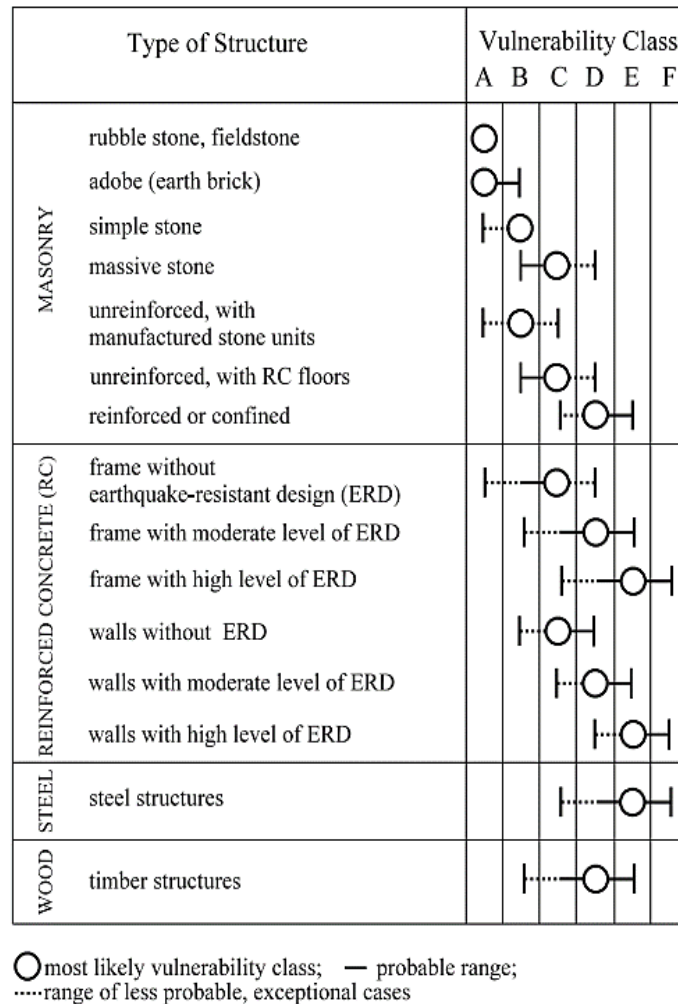 Type of Structure
Vulnerability Class
A B C D E F
MASONRY
rubble stone, fieldstone
adobe (earth brick)
simple stone
massive stone
unreinforced, with
manufactured stone units
unreinforced, with RC floors
reinforced or confined
REINFORCED CONCRETE (RC)
frame without
earthquake-resistant design (ERD)
frame with moderate level of ERD
frame with high level of ERD
walls without ERD
walls with moderate level of ERD
walls with high level of ERD
STEEL
steel structures
WOOD
timber structures
most likely vulnerability class; probable range;
range of less probable, exceptional cases